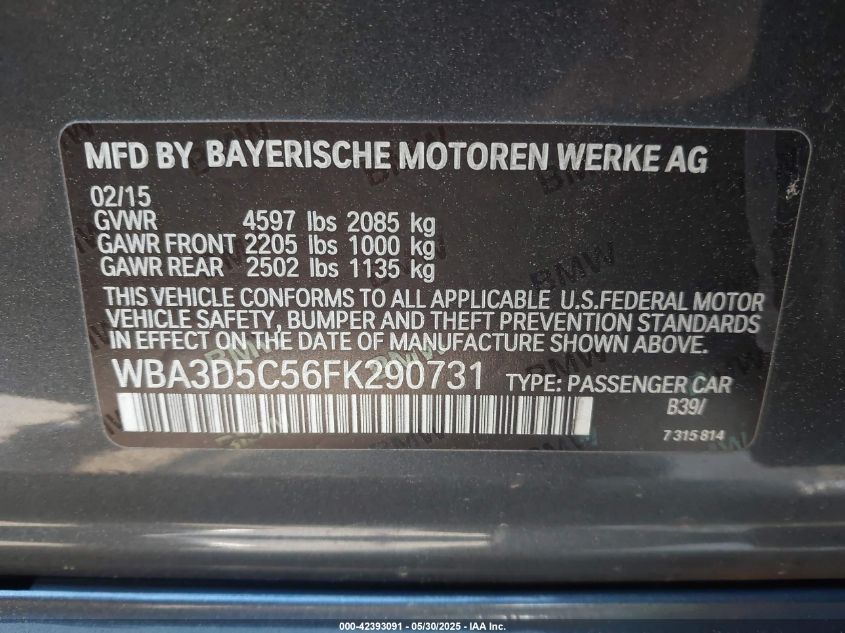 MFD BY BAYERISCHE MOTOREN WERKE AG
02/15
GVWR 4597 lbs 2085 kg
GAWR FRONT 2205 lbs 1000 kg
GAWR REAR 2502 lbs 1135 kg
THIS VEHICLE CONFORMS TO ALL APPLICABLE U.S.FEDERAL MOTOR
VEHICLE SAFETY, BUMPER AND THEFT PREVENTION STANDARDS
IN EFFECT ON THE DATE OF MANUFACTURE SHOWN ABOVE.
WBA3D5C56FK290731 TYPE: PASSENGER CAR
B39/
7 315 814
000-42393091 - 05/30/2025 - IAA Inc.